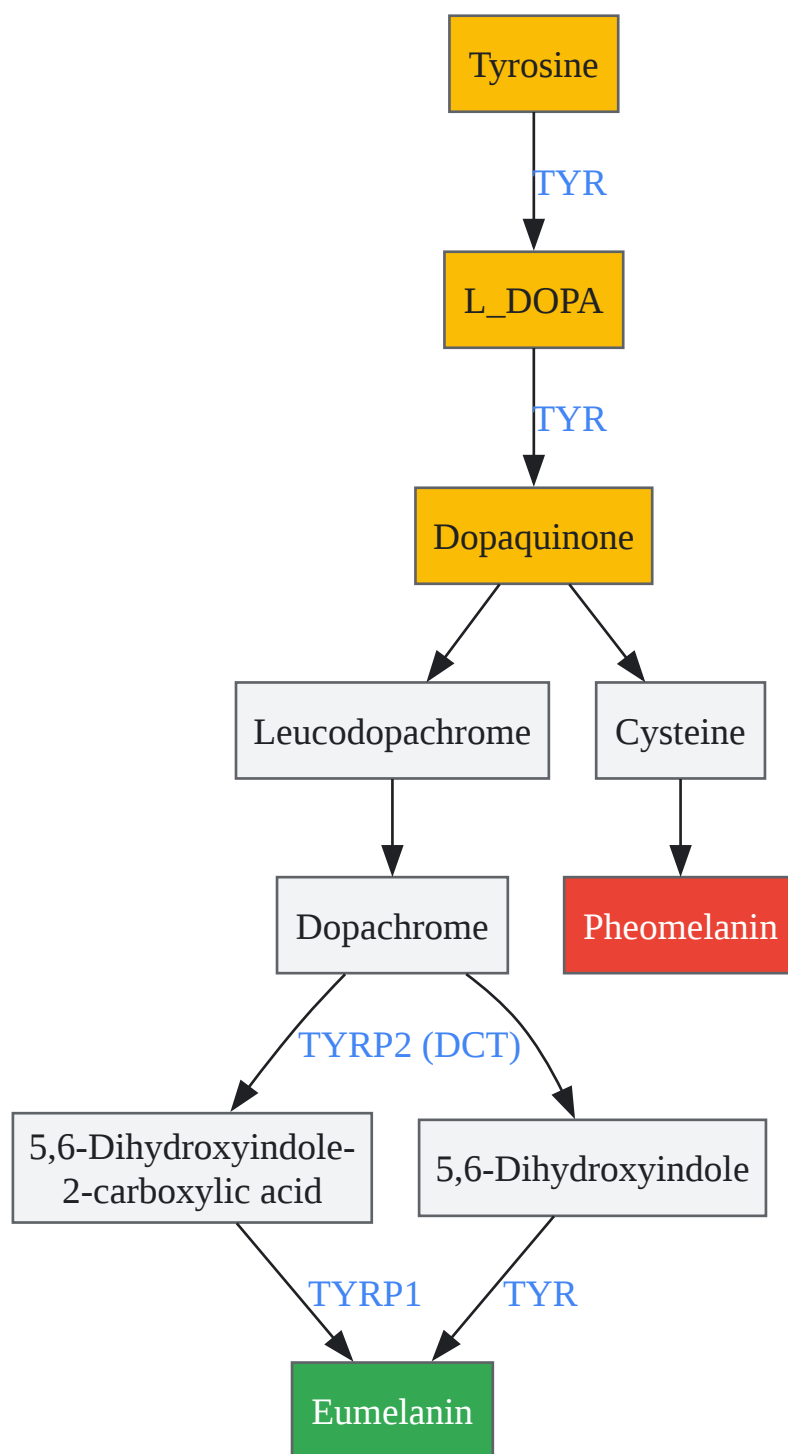 Tyrosine
TYR
L_DOPA
TYR
Dopaquinone
Leucodopachrome
Cysteine
Dopachrome
Pheomelanin
TYRP2 (DCT)
5,6-Dihydroxyindole-
2-carboxylic acid
5,6-Dihydroxyindole
TYRP1
TYR
Eumelanin